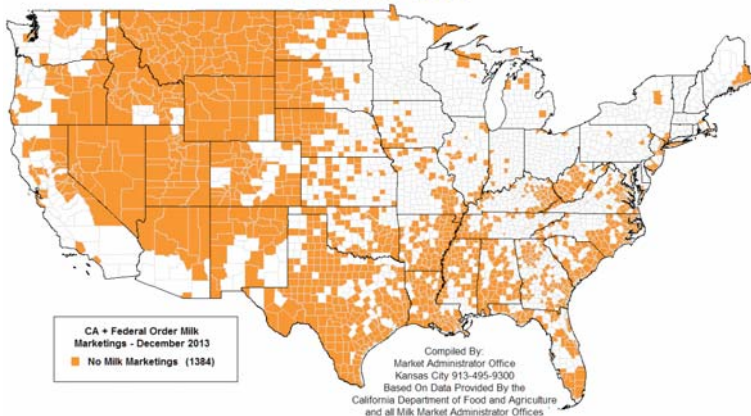 CA + Federal Order Milk
Marketings - December 2013
No Milk Marketings (1384)
Compiled By:
Market Administrator Office
Kansas City 913-495-9300
Based On Data Provided By the
California Department of Food and Agriculture
and all Milk Market Administrator Offices